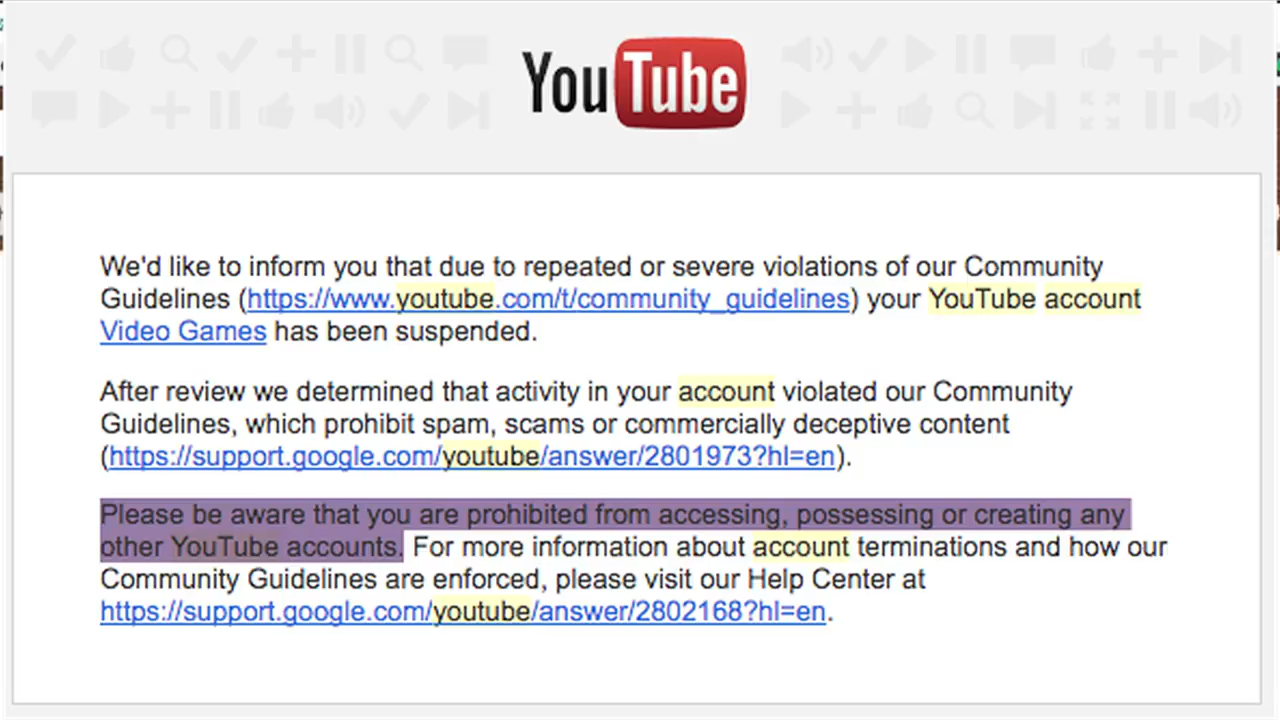 YouTube
We'd like to inform you that due to repeated or severe violations of our Community
Guidelines (https://www.youtube.com/t/community_guidelines) your YouTube account
Video Games has been suspended.
After review we determined that activity in your account violated our Community
Guidelines, which prohibit spam, scams or commercially deceptive content
(https://support.google.com/youtube/answer/2801973?hl=en).
Please be aware that you are prohibited from accessing, possessing or creating any
other YouTube accounts. For more information about account terminations and how our
Community Guidelines are enforced, please visit our Help Center at
https://support.google.com/youtube/answer/2802168?hl=en.